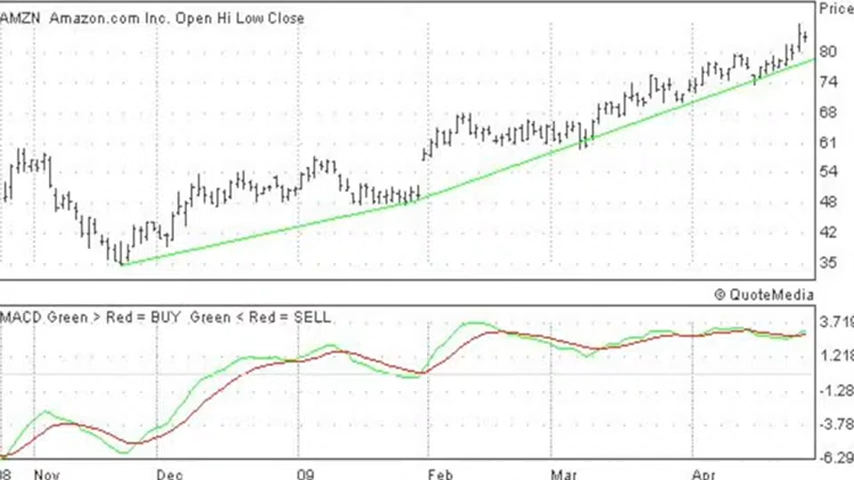 AMZN Amazon.com Inc. Open Hi Low Close
Price
80
74
68
61
54
48
42
35
© QuoteMedia
MACD Green > Red = BUY Green < Red = SELL
3.719
1.218
-1.28
-3.78
-6.29
08 Nov Dec 09 Feb Mar Apr